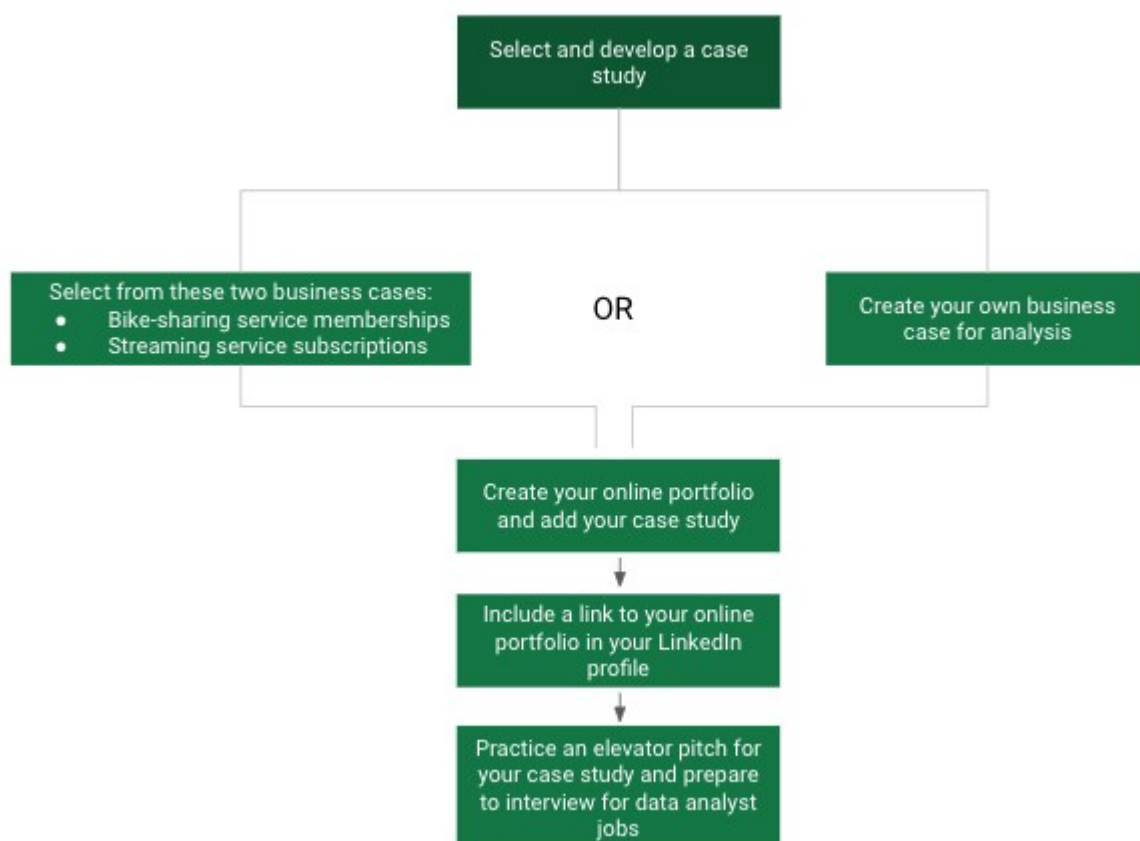 Select and develop a case
study
Select from these two business cases:
● Bike-sharing service memberships
● Streaming service subscriptions
OR
Create your own business
case for analysis
Create your online portfolio
and add your case study
Include a link to your online
portfolio in your LinkedIn
profile
Practice an elevator pitch for
your case study and prepare
to interview for data analyst
jobs